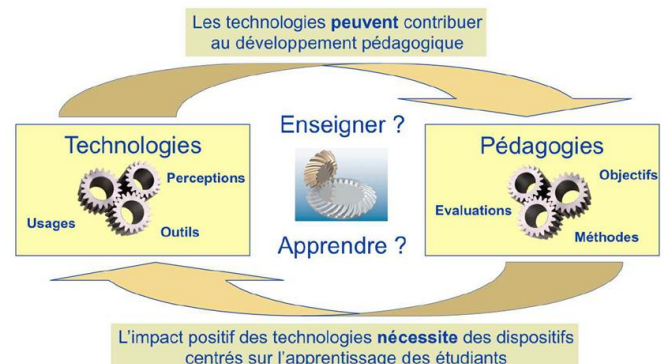 Les technologies peuvent contribuer
au développement pédagogique
Enseigner ?
Technologies
Perceptions
Usages
Outils
Pédagogies
Objectifs
Evaluations
Méthodes
Apprendre ?
L'impact positif des technologies nécessite des dispositifs
centrés sur l'apprentissage des étudiants